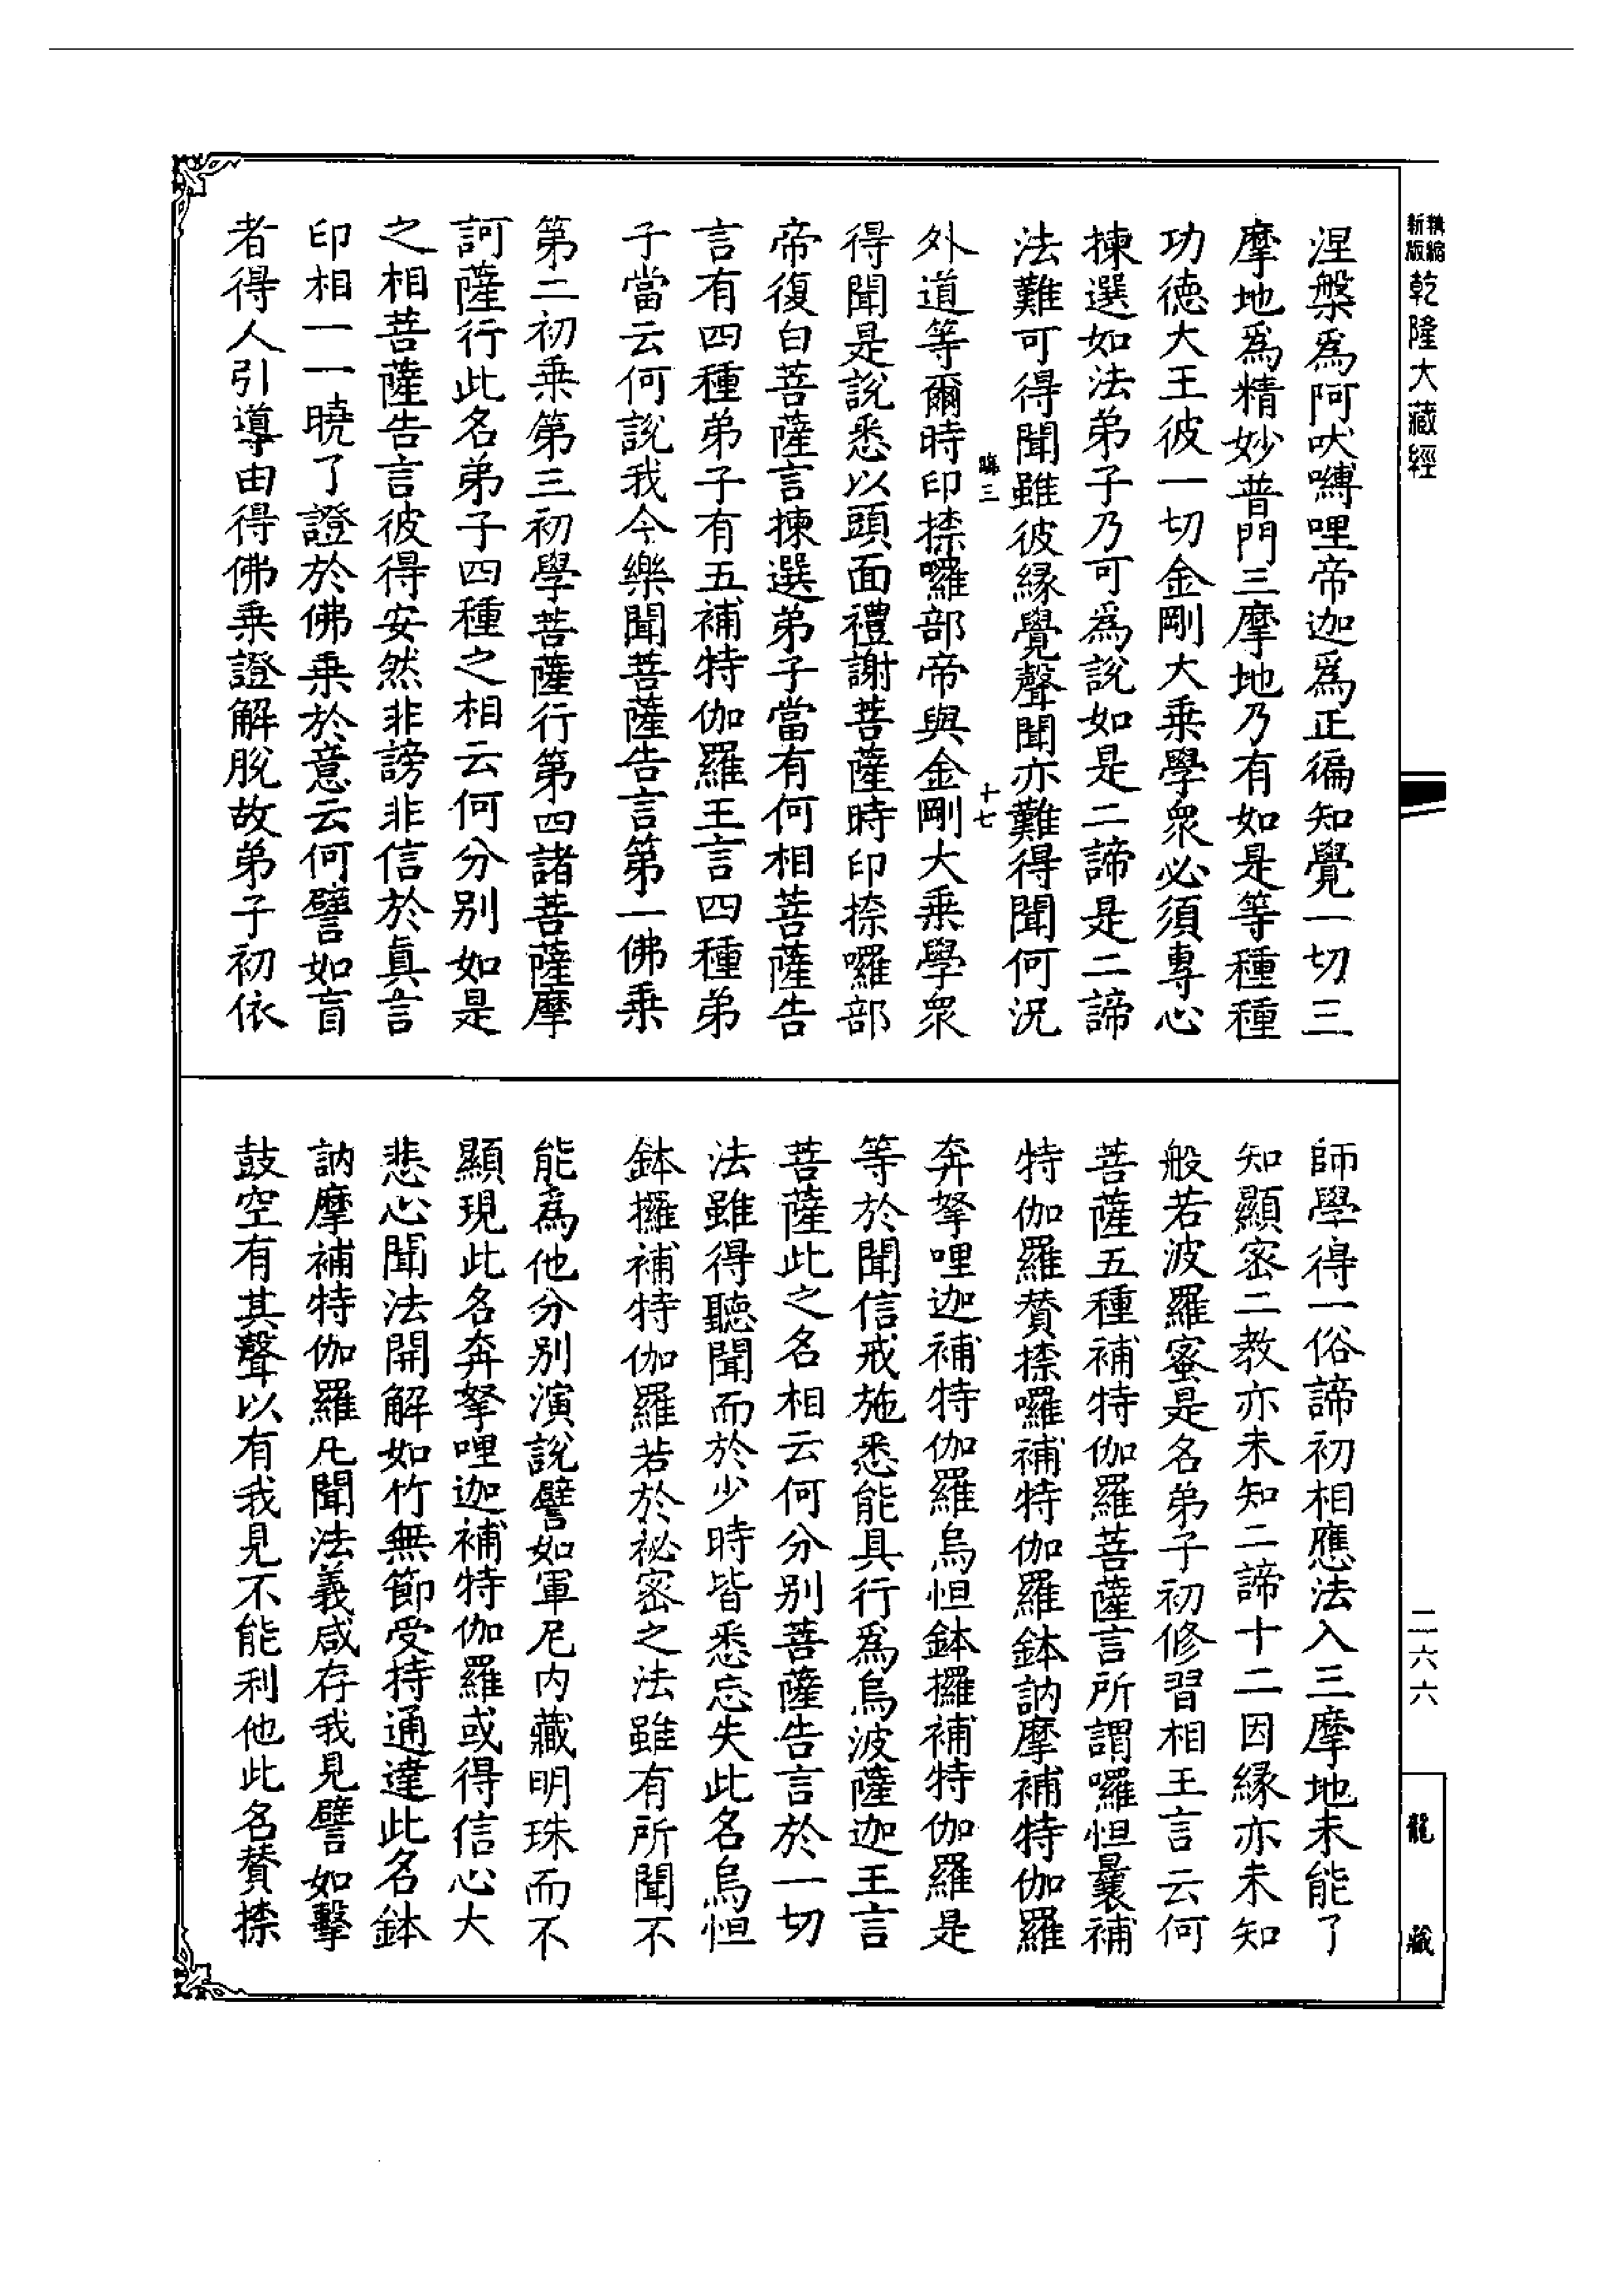 新版精縮乾隆大藏經
二六六
龍藏
涅槃爲阿吠嚩哩帝迦爲正徧知覺一切三
摩地爲精妙普門三摩地乃有如是等種種
功德大王彼一切金剛大乘學衆必須專心
揀選如法弟子乃可爲說如是二諦是二諦
法難可得聞雖彼緣覺聲聞亦難得聞何況
十七
外道等爾時印捺囉部帝與金剛大乘學衆
得聞是說悉以頭面禮謝菩薩時印捺囉部
帝復白菩薩言揀選弟子當有何相菩薩告
言有四種弟子有五補特伽羅王言四種弟
子當云何說我今樂聞菩薩告言第一佛乘
第二初乘第三初學菩薩行第四諸菩薩摩
訶薩行此名弟子四種之相云何分別如是
之相菩薩告言彼得安然非謗非信於眞言
印相一一曉了證於佛乘於意云何譬如盲
者得人引導由得佛乘證解脫故弟子初依
師學得一俗諦初相應法入三摩地未能了
知顯密二教亦未知二諦十二因緣亦未知
般若波羅蜜是名弟子初修習相王言云何
菩薩五種補特伽羅菩薩言所謂囉怛曩補
特伽羅贊捺囉補特伽羅鉢訥摩補特伽羅
奔拏哩迦補特伽羅烏怛鉢攞補特伽羅是
等於聞信戒施悉能具行爲烏波薩迦王言
菩薩此之名相云何分別菩薩告言於一切
法雖得聽聞而於少時皆悉忘失此名烏怛
鉢攞補特伽羅若於祕密之法雖有所聞不
能爲他分別演說譬如軍尼内藏明珠而不
顯現此名奔拏哩迦補特伽羅或得信心大
悲心聞法開解如竹無節受持通達此名鉢
訥摩補特伽羅凡聞法義咸存我見譬如擊
鼓空有其聲以有我見不能利他此名贊捺